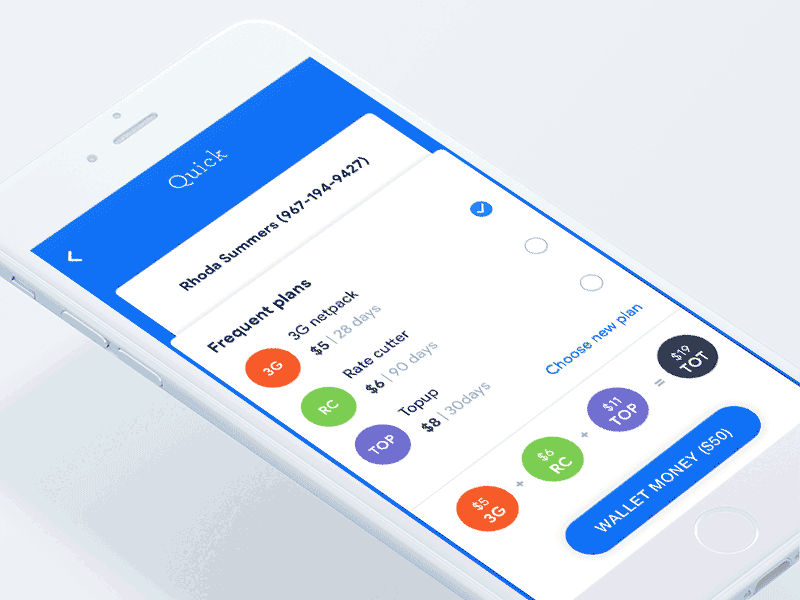 Quick
Rhoda Summers (967-194-9427)
Frequent plans
3G
3G netpack
$5 | 28 days
RC
Rate cutter
$6 | 90 days
TOP
Topup
$8 | 30days
Choose new plan
$5
3G
+
$6
RC
+
$11
TOP
=
$19
TOT
WALLET MONEY ($50)